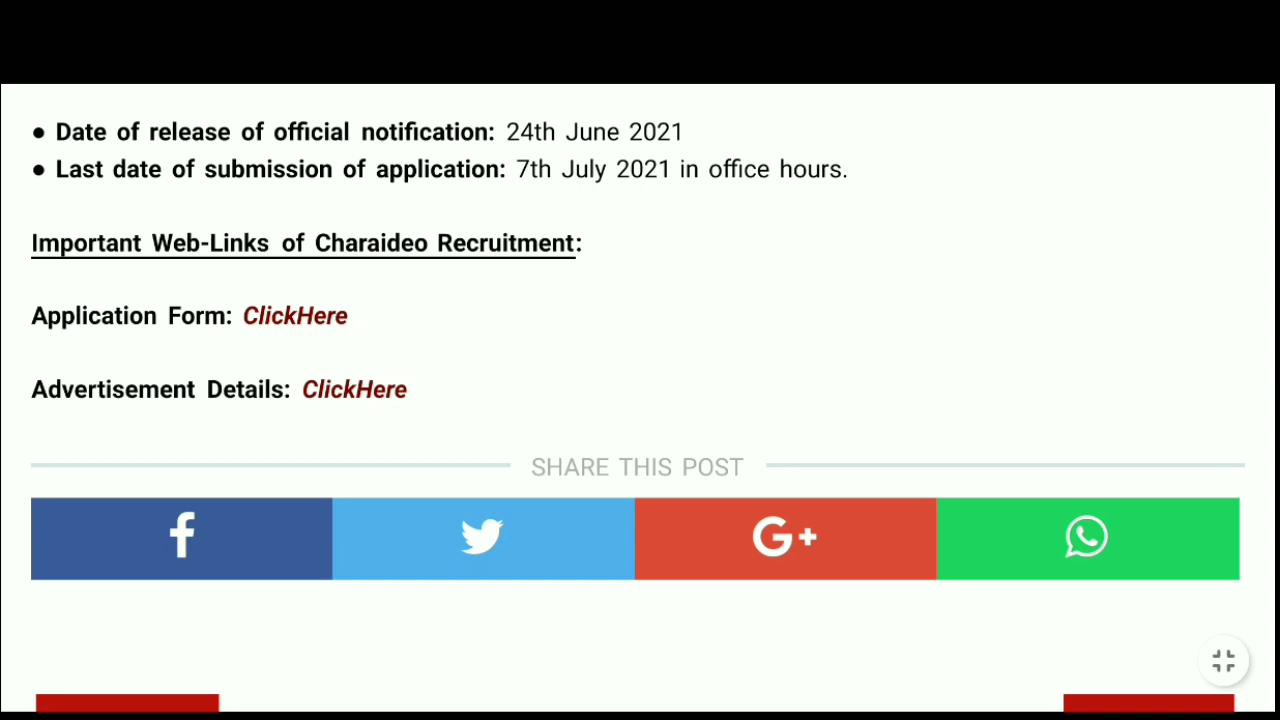 ● Date of release of official notification: 24th June 2021
● Last date of submission of application: 7th July 2021 in office hours.
Important Web-Links of Charaideo Recruitment:
Application Form: ClickHere
Advertisement Details: ClickHere
SHARE THIS POST
f G+